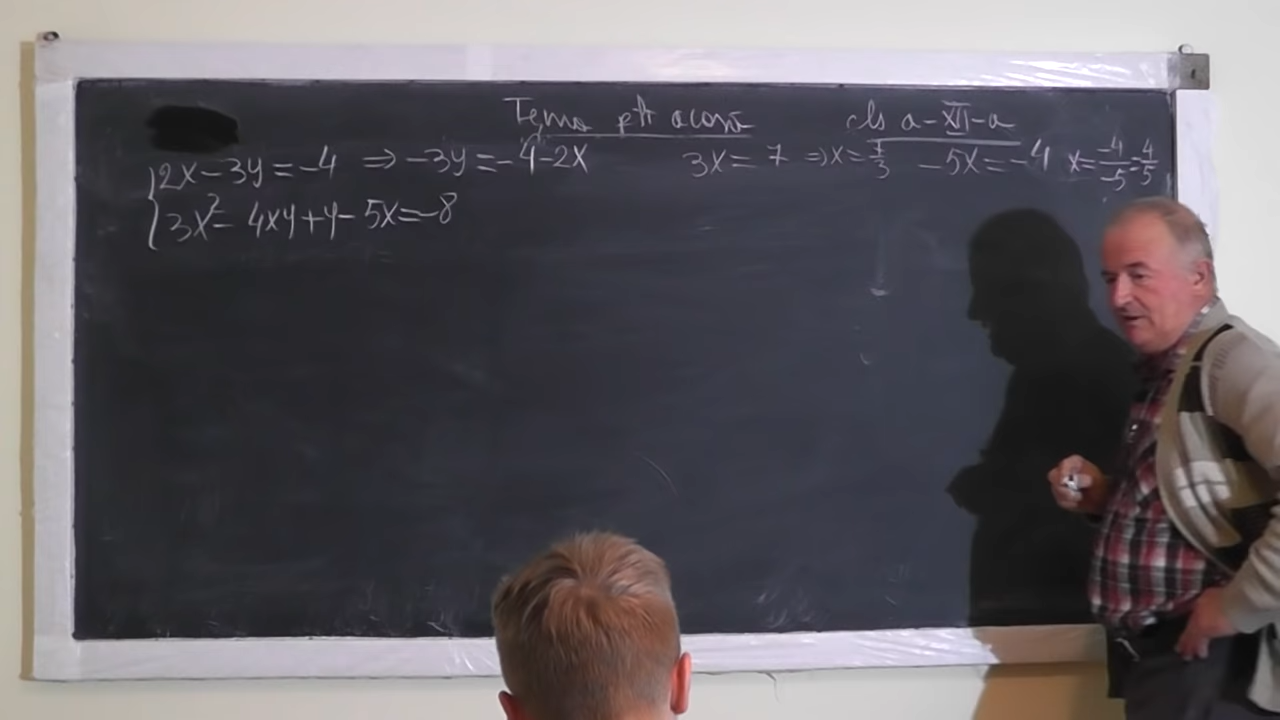 Tema ptr acasă cls a-XII-a
2x-3y=-4 ⇒ -3y=-4-2x 3x=7 ⇒ x=7/3 -5x=-4 x=-4/-5=4/5
3x²-4xy+y-5x=-8